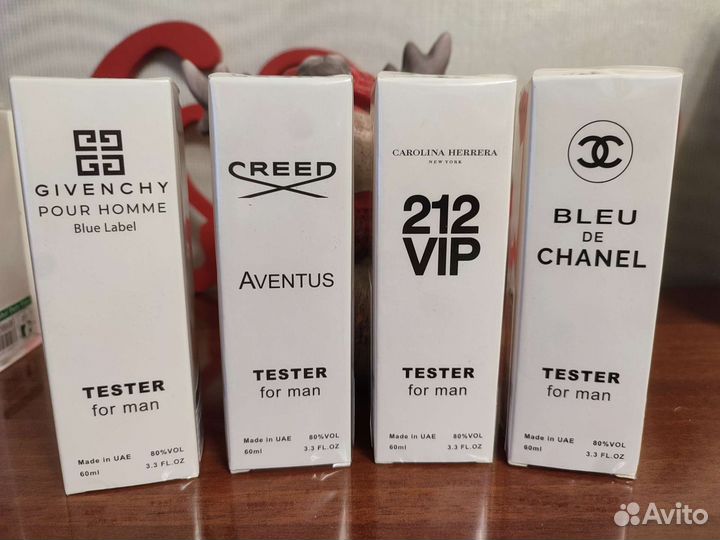 GIVENCHY
POUR HOMME
Blue Label
TESTER
for man
Made in UAE 80%VOL
60ml 3.3 FL.OZ
CREED
AVENTUS
TESTER
for man
Made in UAE 80%VOL
60ml 3.3 FL.OZ
CAROLINA HERRERA
NEW YORK
212
VIP
TESTER
for man
Made in UAE 80%VOL
60ml 3.3 FL.OZ
BLEU
DE
CHANEL
TESTER
for man
Made in UAE 80%VOL
60ml 3.3 FL.OZ
Avito